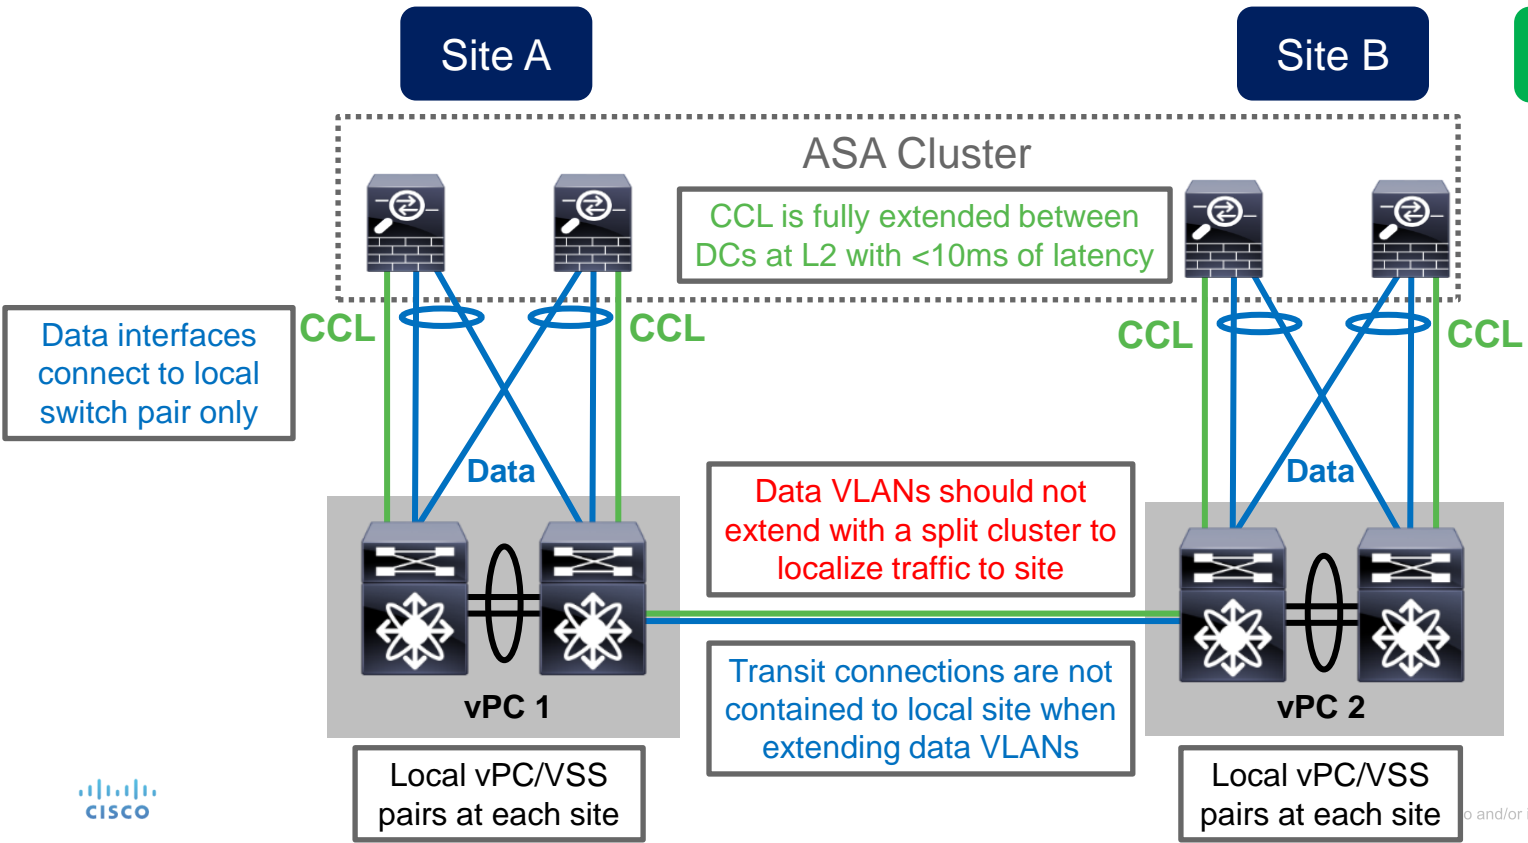 Site A
Site B
ASA Cluster
CCL is fully extended between
DCs at L2 with <10ms of latency
Data interfaces
connect to local
switch pair only
CCL
CCL
CCL
CCL
Data
Data
Data VLANs should not
extend with a split cluster to
localize traffic to site
Transit connections are not
contained to local site when
extending data VLANs
vPC 1
vPC 2
Local vPC/VSS
pairs at each site
Local vPC/VSS
pairs at each site
CISCO
o and/or i